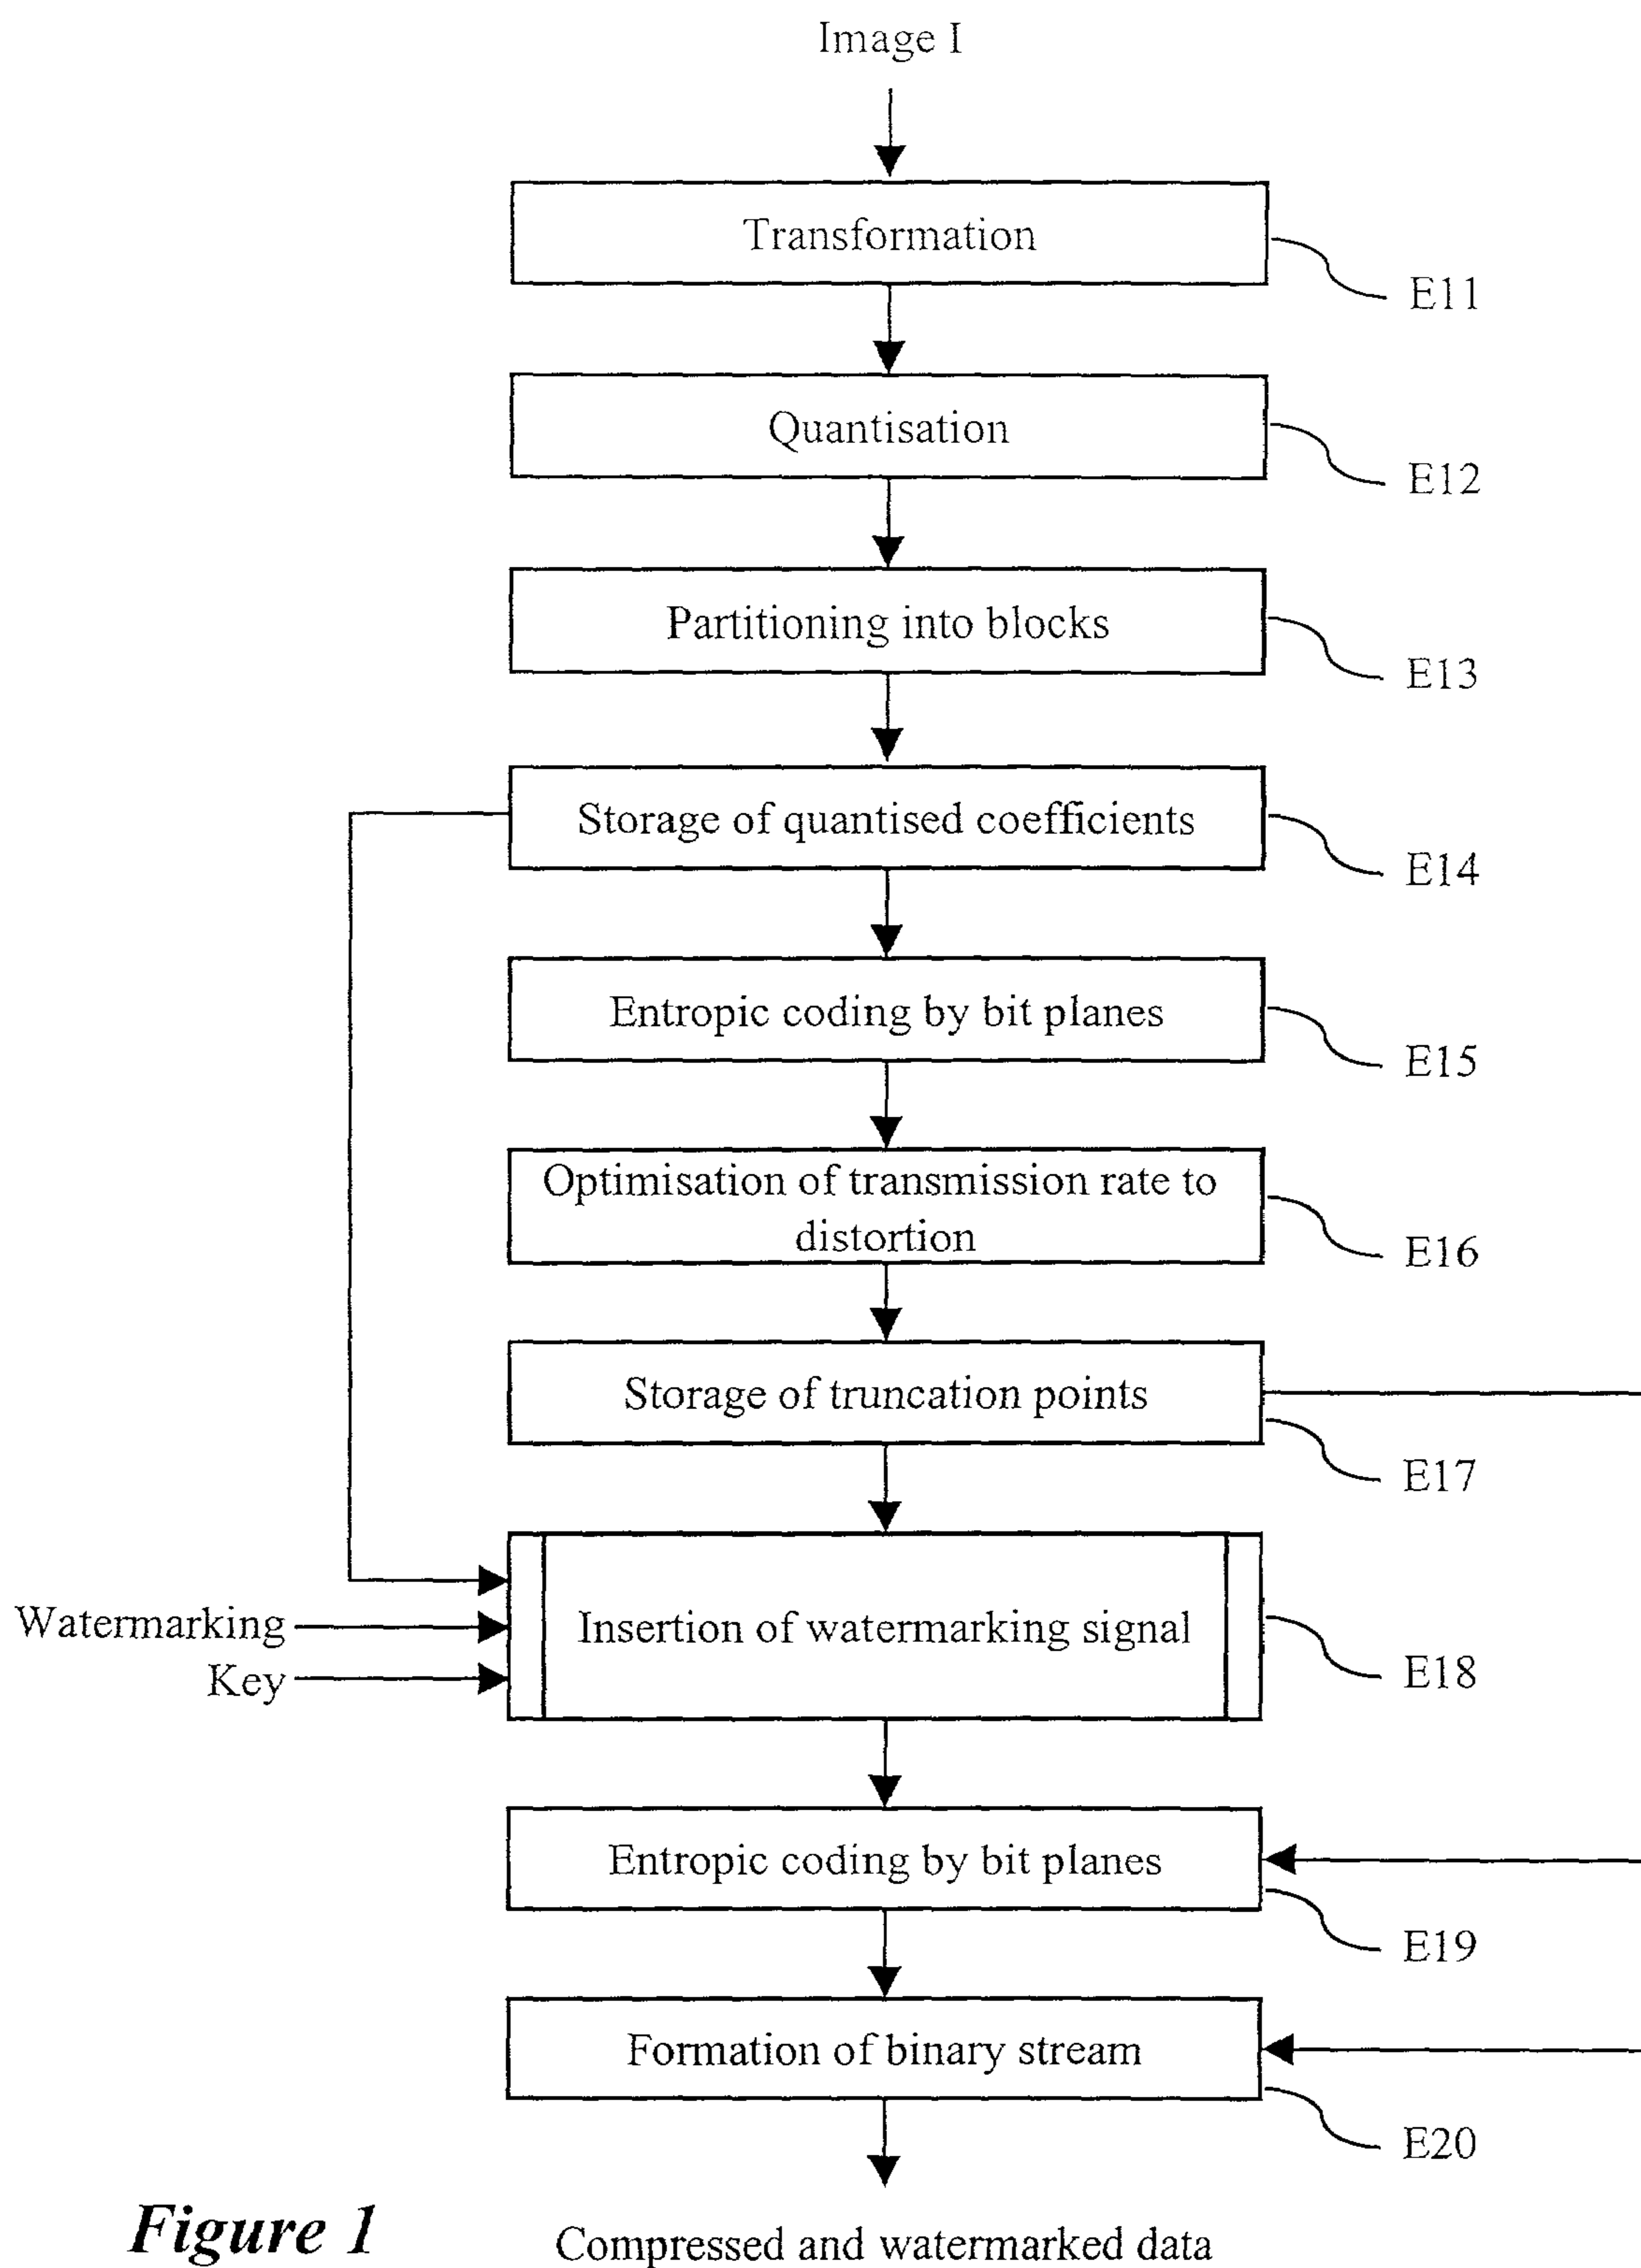 Image I
Transformation
E11
Quantisation
E12
Partitioning into blocks
E13
Storage of quantised coefficients
E14
Entropic coding by bit planes
E15
Optimisation of transmission rate to
distortion
E16
Storage of truncation points
E17
Watermarking
Key
Insertion of watermarking signal
E18
Entropic coding by bit planes
E19
Formation of binary stream
E20
Figure 1
Compressed and watermarked data